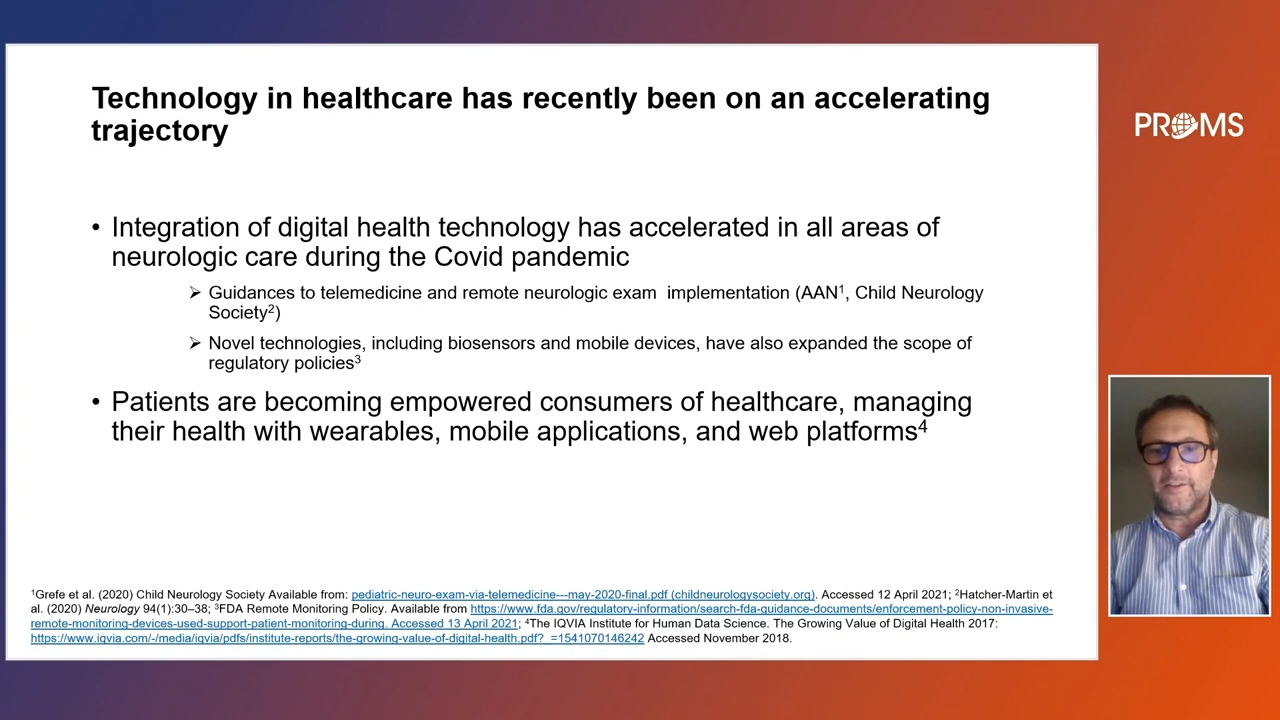 Technology in healthcare has recently been on an accelerating
trajectory
PROMS
• Integration of digital health technology has accelerated in all areas of
neurologic care during the Covid pandemic
➢ Guidances to telemedicine and remote neurologic exam  implementation (AAN¹, Child Neurology
Society²)
➢ Novel technologies, including biosensors and mobile devices, have also expanded the scope of
regulatory policies³
• Patients are becoming empowered consumers of healthcare, managing
their health with wearables, mobile applications, and web platforms⁴
¹Grefe et al. (2020) Child Neurology Society Available from: pediatric-neuro-exam-via-telemedicine---may-2020-final.pdf (childneurologysociety.org). Accessed 12 April 2021; ²Hatcher-Martin et
al. (2020) Neurology 94(1):30–38; ³FDA Remote Monitoring Policy. Available from https://www.fda.gov/regulatory-information/search-fda-guidance-documents/enforcement-policy-non-invasive-
remote-monitoring-devices-used-support-patient-monitoring-during. Accessed 13 April 2021; ⁴The IQVIA Institute for Human Data Science. The Growing Value of Digital Health 2017:
https://www.iqvia.com/-/media/iqvia/pdfs/institute-reports/the-growing-value-of-digital-health.pdf?_=1541070146242 Accessed November 2018.